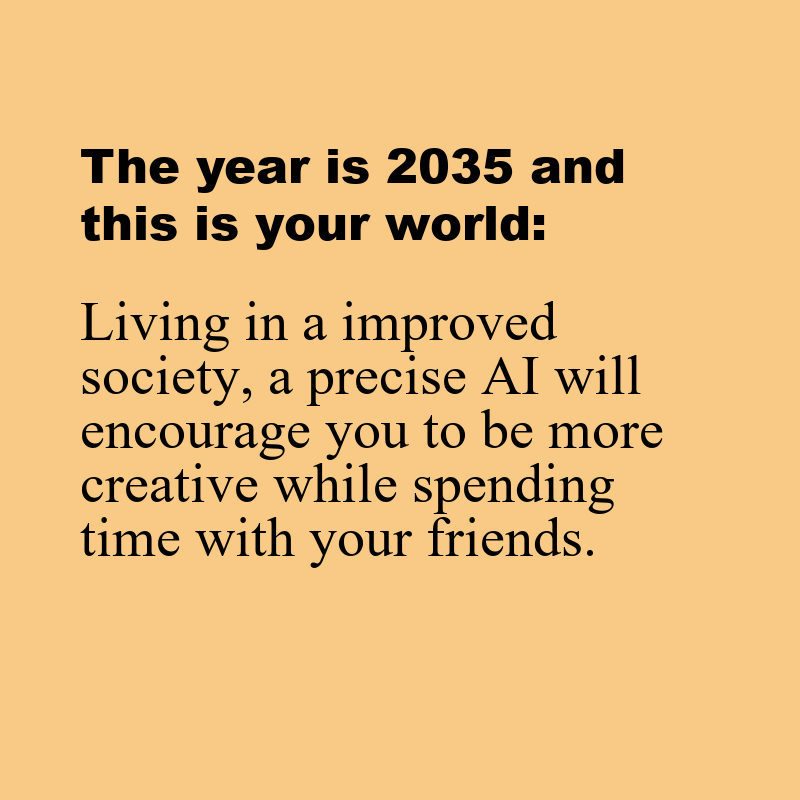 The year is 2035 and
this is your world:
Living in a improved
society, a precise AI will
encourage you to be more
creative while spending
time with your friends.